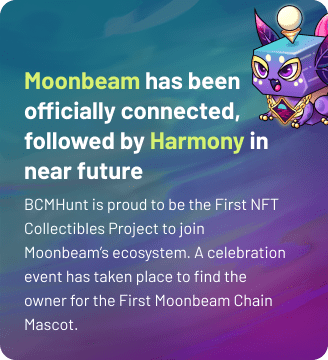 Moonbeam has been
officially connected,
followed by Harmony in
near future
BCMHunt is proud to be the First NFT
Collectibles Project to join
Moonbeam’s ecosystem. A celebration
event has taken place to find the
owner for the First Moonbeam Chain
Mascot.